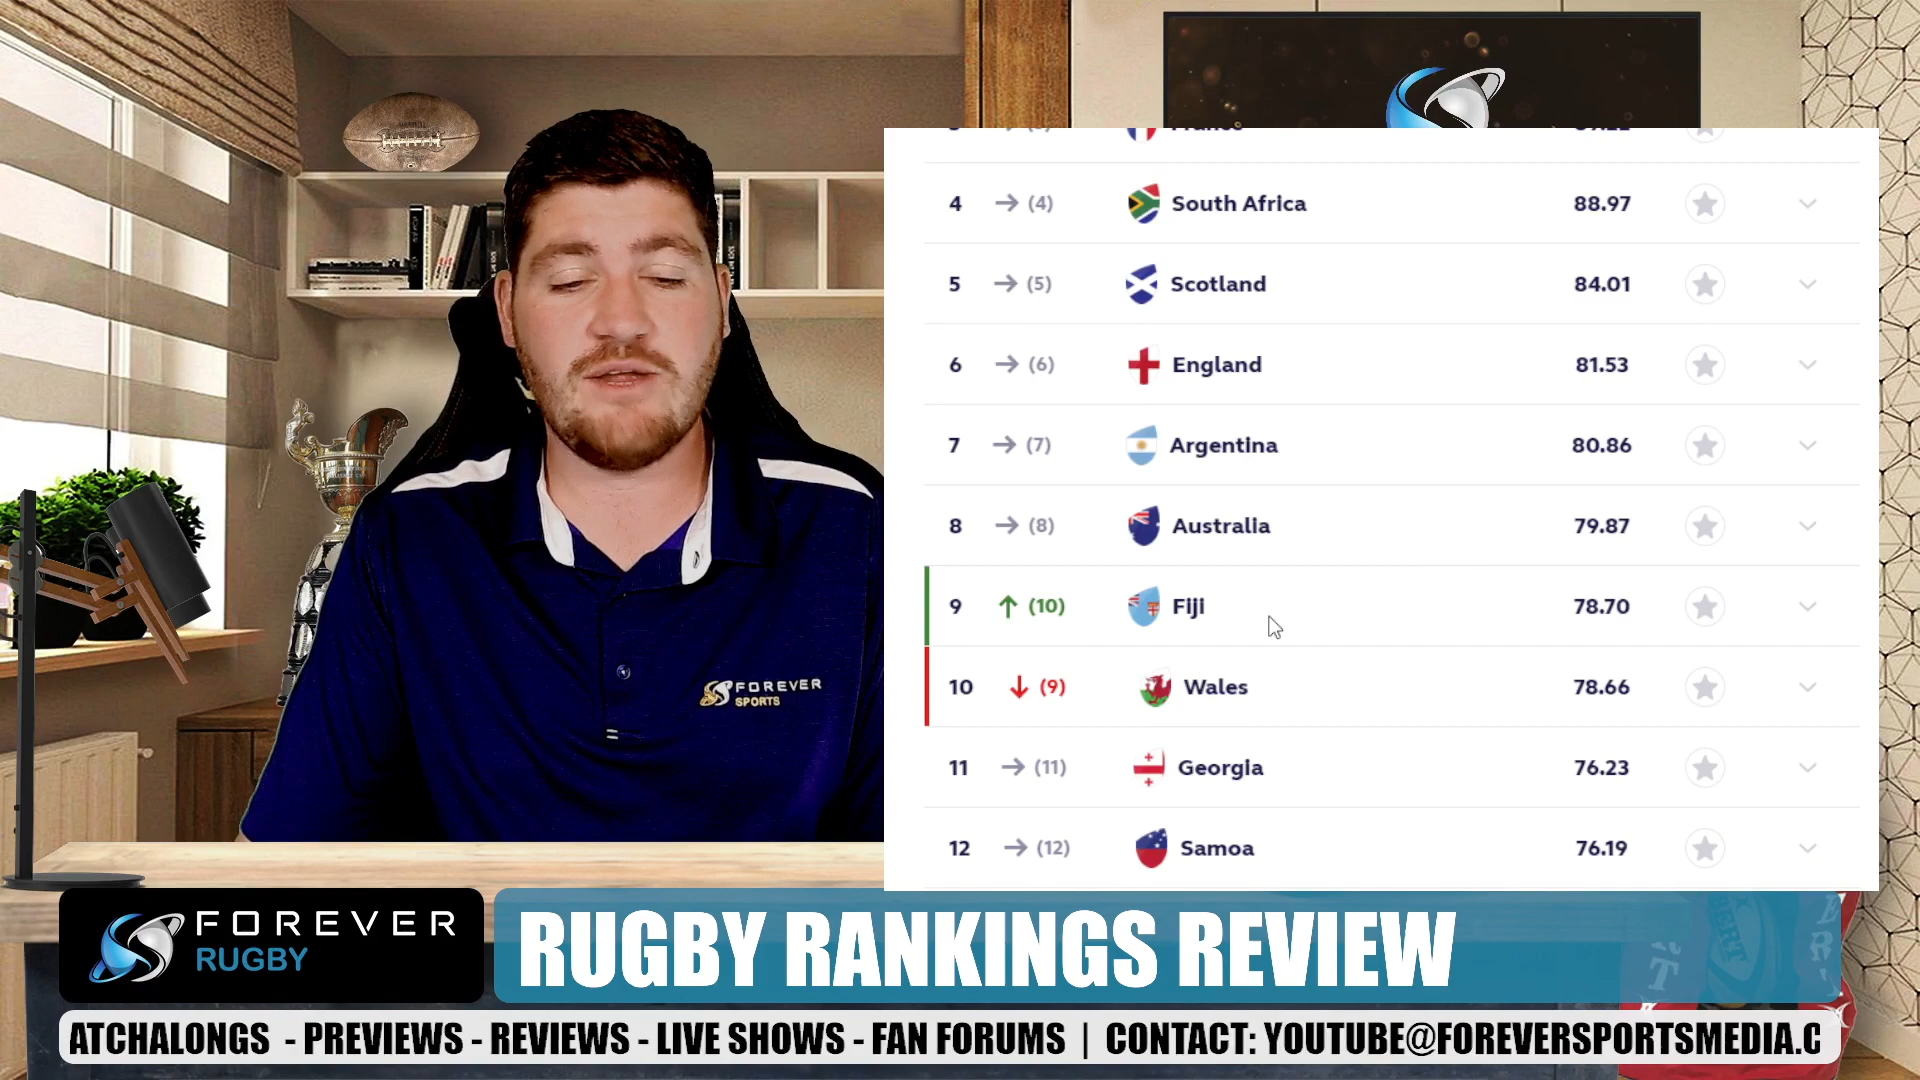 France
4 → (4) South Africa 88.97
5 → (5) Scotland 84.01
6 → (6) England 81.53
7 → (7) Argentina 80.86
8 → (8) Australia 79.87
9 ↑ (10) Fiji 78.70
10 ↓ (9) Wales 78.66
11 → (11) Georgia 76.23
12 → (12) Samoa 76.19
FOREVER
SPORTS
FOREVER
RUGBY
RUGBY RANKINGS REVIEW
ATCHALONGS - PREVIEWS - REVIEWS - LIVE SHOWS - FAN FORUMS | CONTACT: YOUTUBE@FOREVERSPORTSMEDIA.C